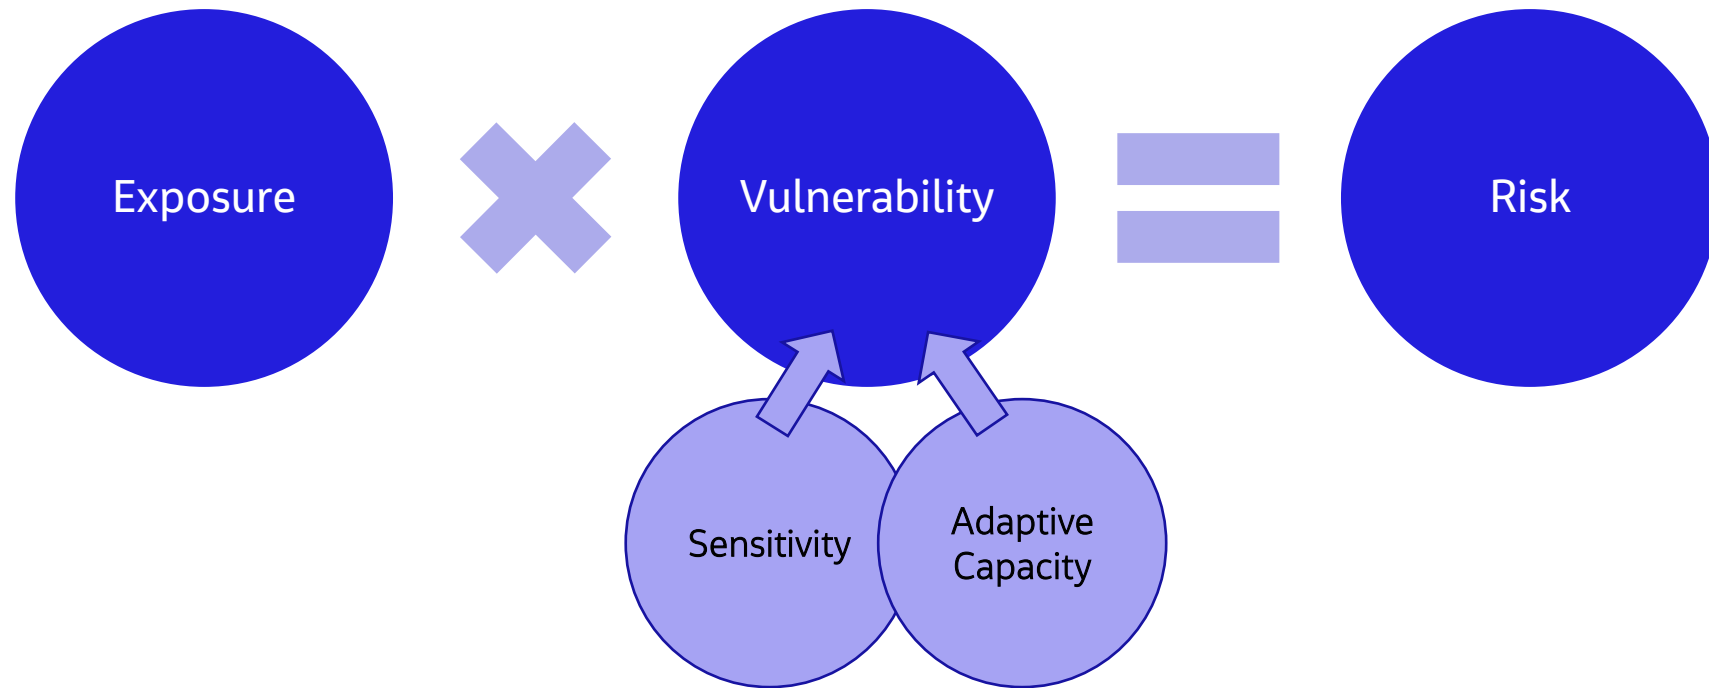 Exposure
Vulnerability
Risk
Sensitivity
Adaptive
Capacity